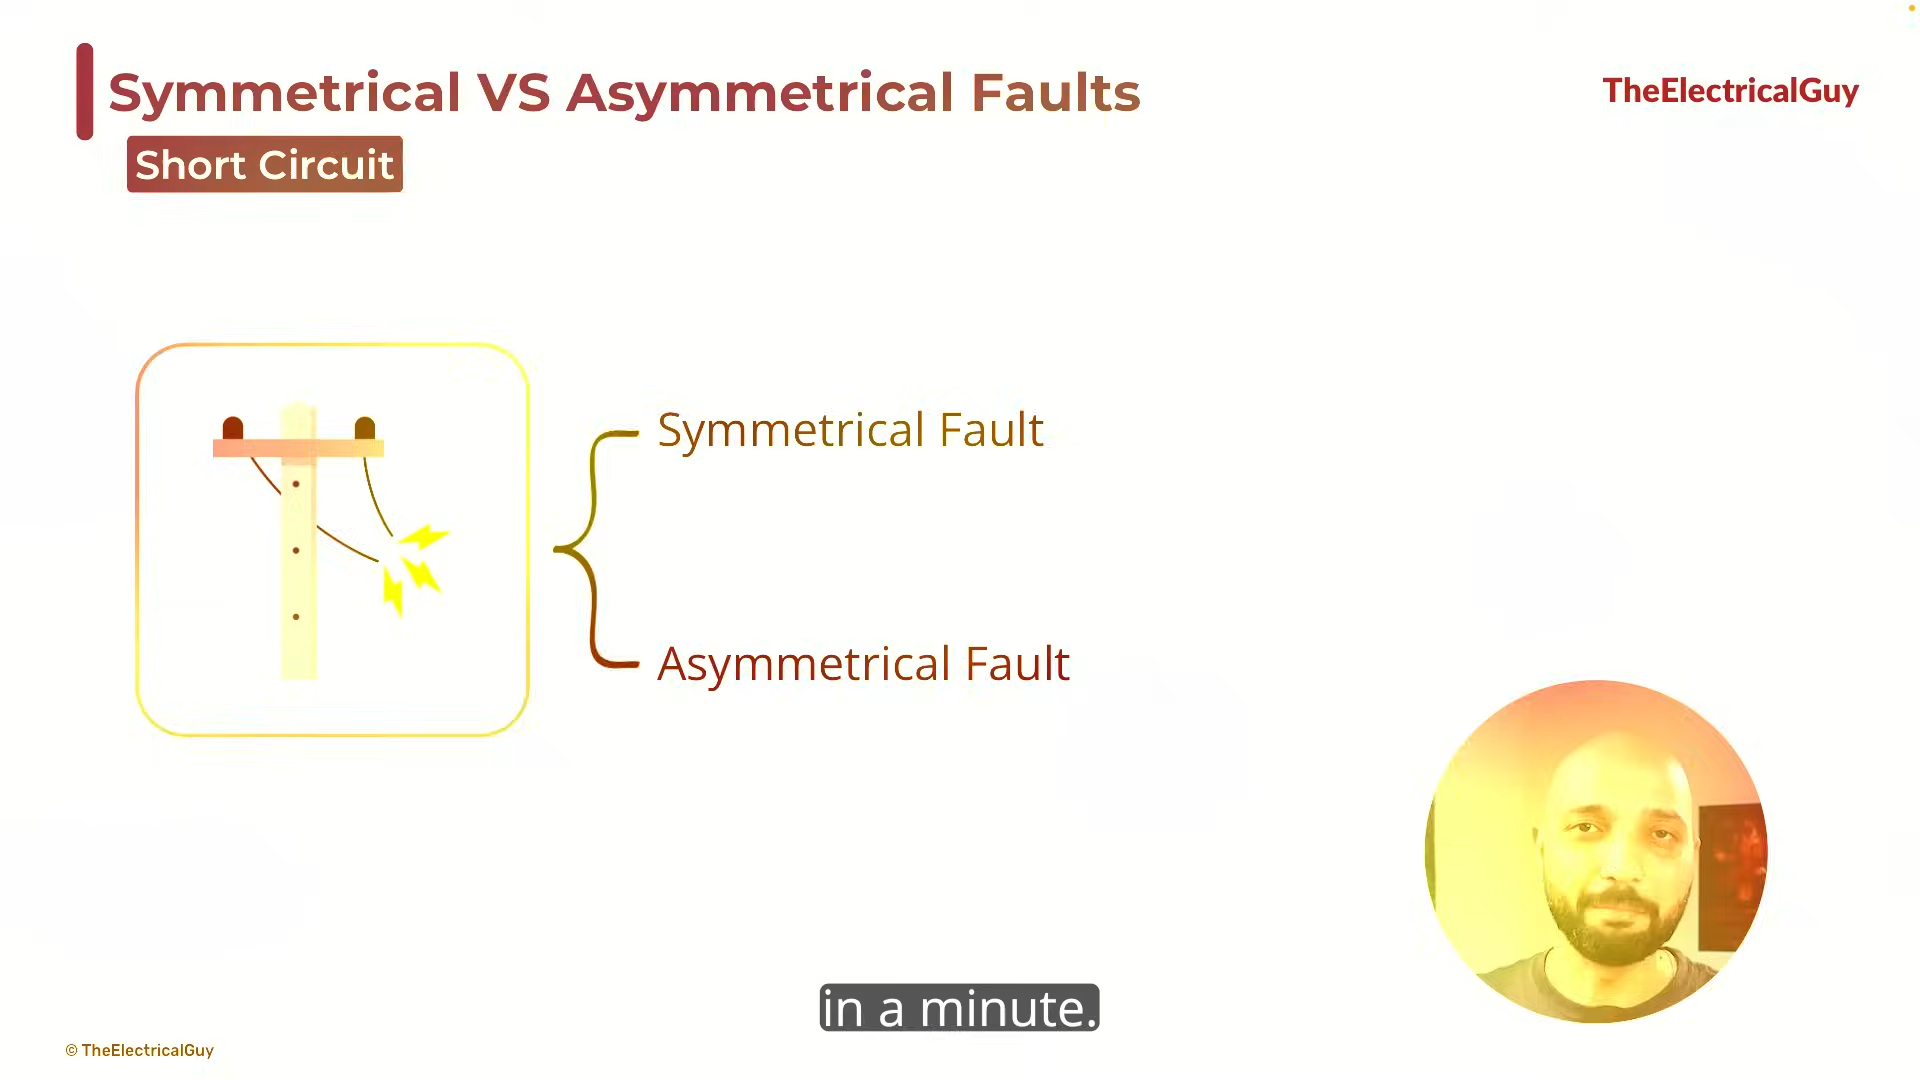 Symmetrical VS Asymmetrical Faults
TheElectricalGuy
Short Circuit
Symmetrical Fault
Asymmetrical Fault
in a minute.
© TheElectricalGuy